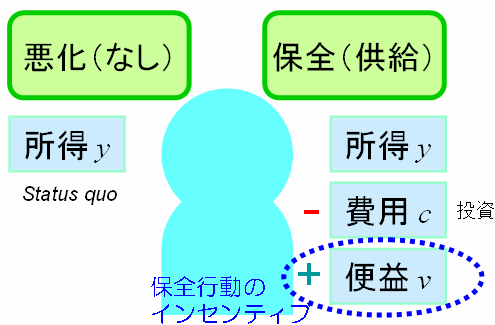 悪化（なし）
保全（供給）
所得 y
Status quo
所得 y
− 費用 c 投資
+ 便益 v
保全行動の
インセンティブ